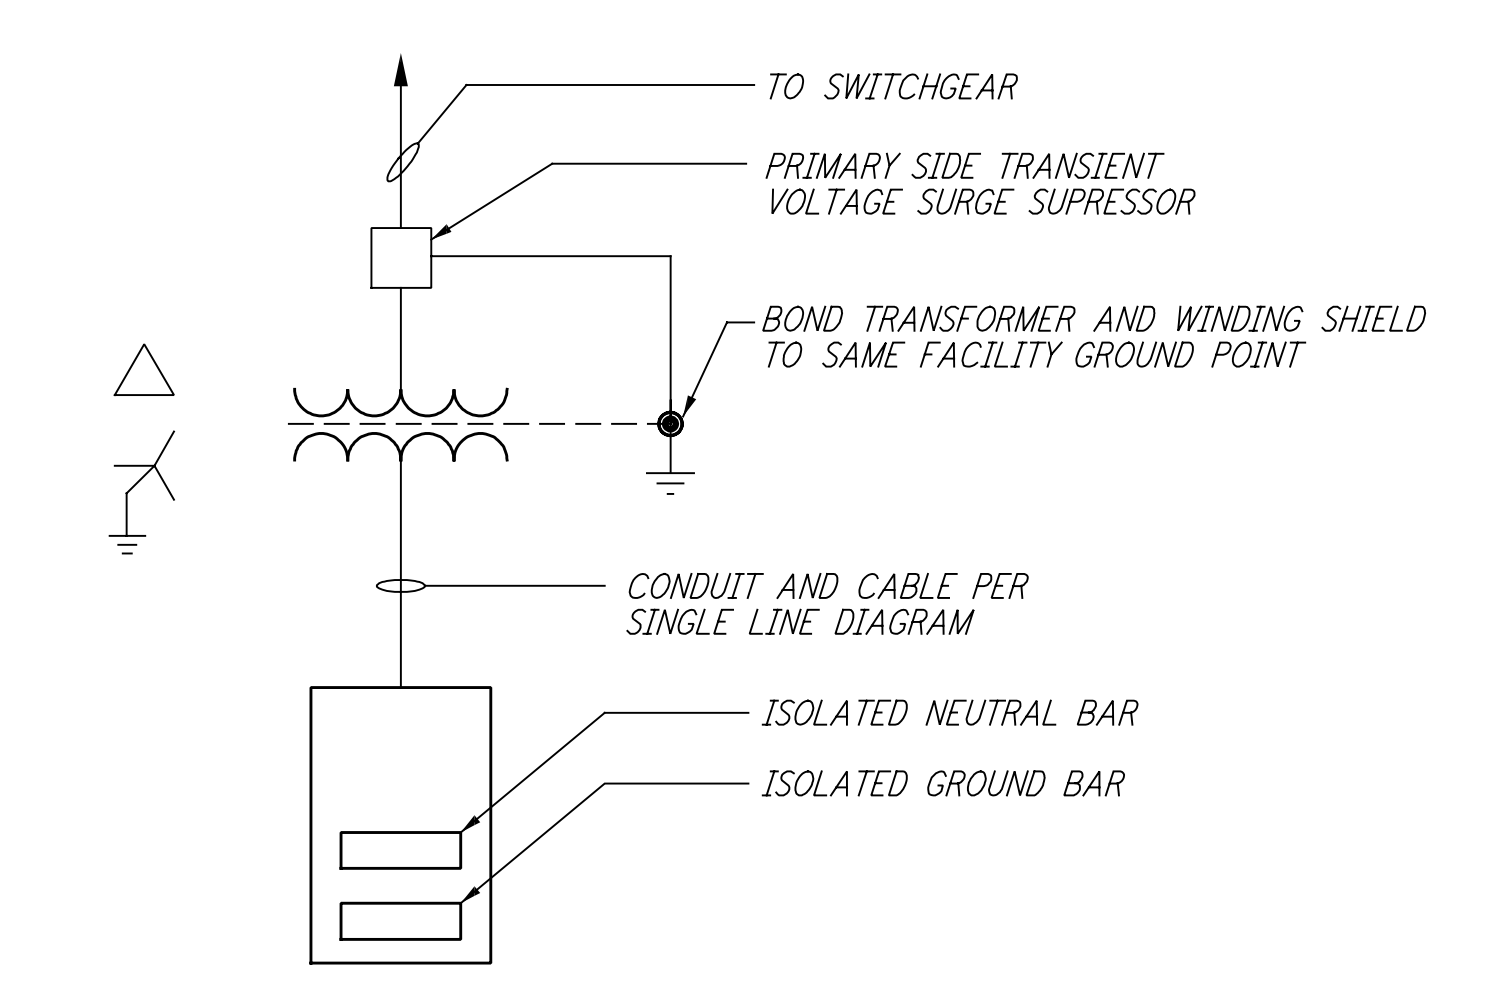 TO SWITCHGEAR
PRIMARY SIDE TRANSIENT
VOLTAGE SURGE SUPRESSOR
BOND TRANSFORMER AND WINDING SHIELD
TO SAME FACILITY GROUND POINT
CONDUIT AND CABLE PER
SINGLE LINE DIAGRAM
ISOLATED NEUTRAL BAR
ISOLATED GROUND BAR